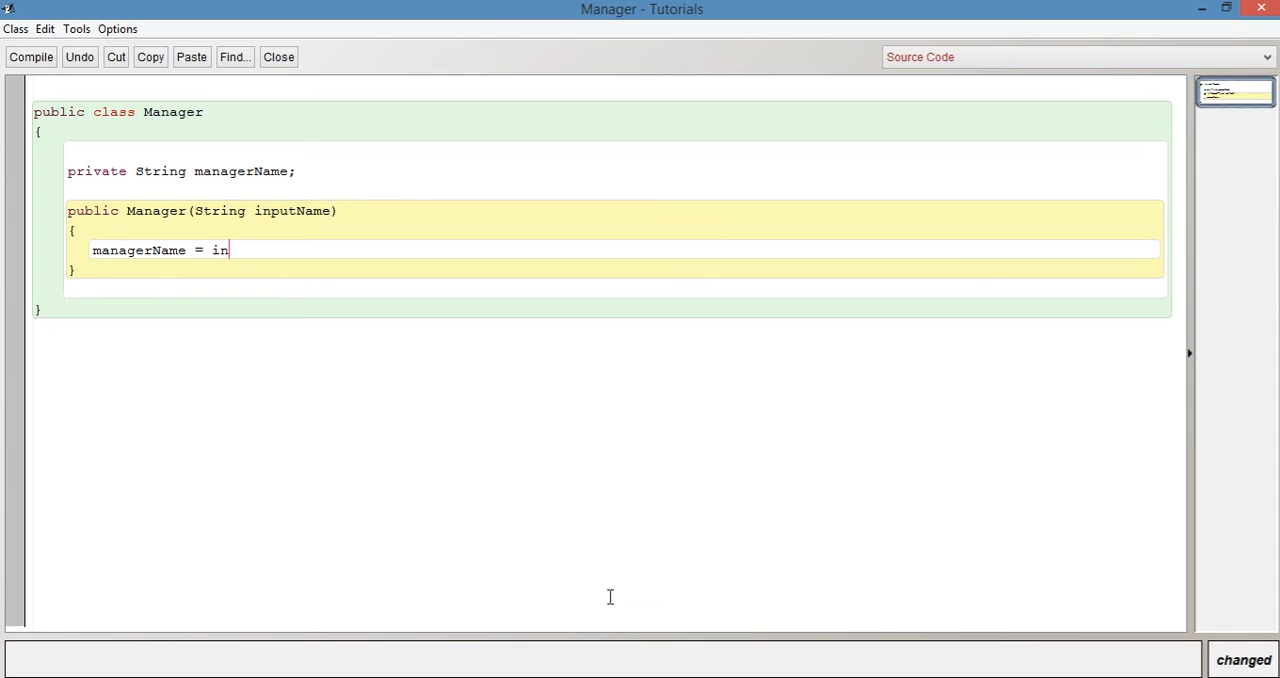 Manager - Tutorials
Class Edit Tools Options
Compile Undo Cut Copy Paste Find... Close Source Code
public class Manager
{
private String managerName;
public Manager(String inputName)
{
managerName = in
}
}
changed